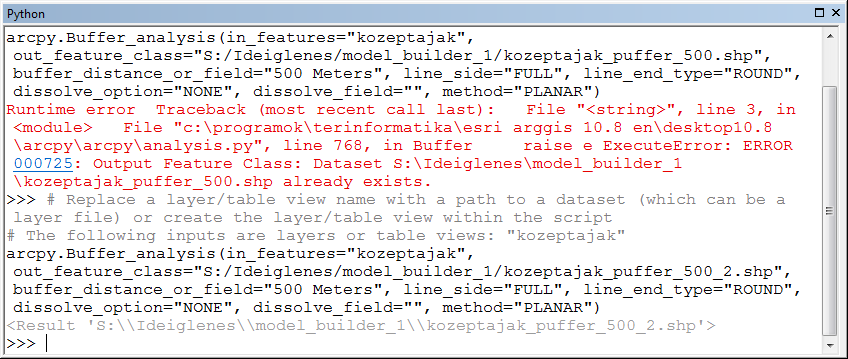 Python
arcpy.Buffer_analysis(in_features="kozeptajak",
out_feature_class="S:/Ideiglenes/model_builder_1/kozeptajak_puffer_500.shp",
buffer_distance_or_field="500 Meters", line_side="FULL", line_end_type="ROUND",
dissolve_option="NONE", dissolve_field="", method="PLANAR")
Runtime error  Traceback (most recent call last):   File "<string>", line 3, in
<module>   File "c:\programok\terinformatika\esri arggis 10.8 en\desktop10.8
\arcpy\arcpy\analysis.py", line 768, in Buffer     raise e ExecuteError: ERROR
000725: Output Feature Class: Dataset S:\Ideiglenes\model_builder_1
\kozeptajak_puffer_500.shp already exists.
>>> # Replace a layer/table view name with a path to a dataset (which can be a
layer file) or create the layer/table view within the script
# The following inputs are layers or table views: "kozeptajak"
arcpy.Buffer_analysis(in_features="kozeptajak",
out_feature_class="S:/Ideiglenes/model_builder_1/kozeptajak_puffer_500_2.shp",
buffer_distance_or_field="500 Meters", line_side="FULL", line_end_type="ROUND",
dissolve_option="NONE", dissolve_field="", method="PLANAR")
<Result 'S:\\Ideiglenes\\model_builder_1\\kozeptajak_puffer_500_2.shp'>
>>>